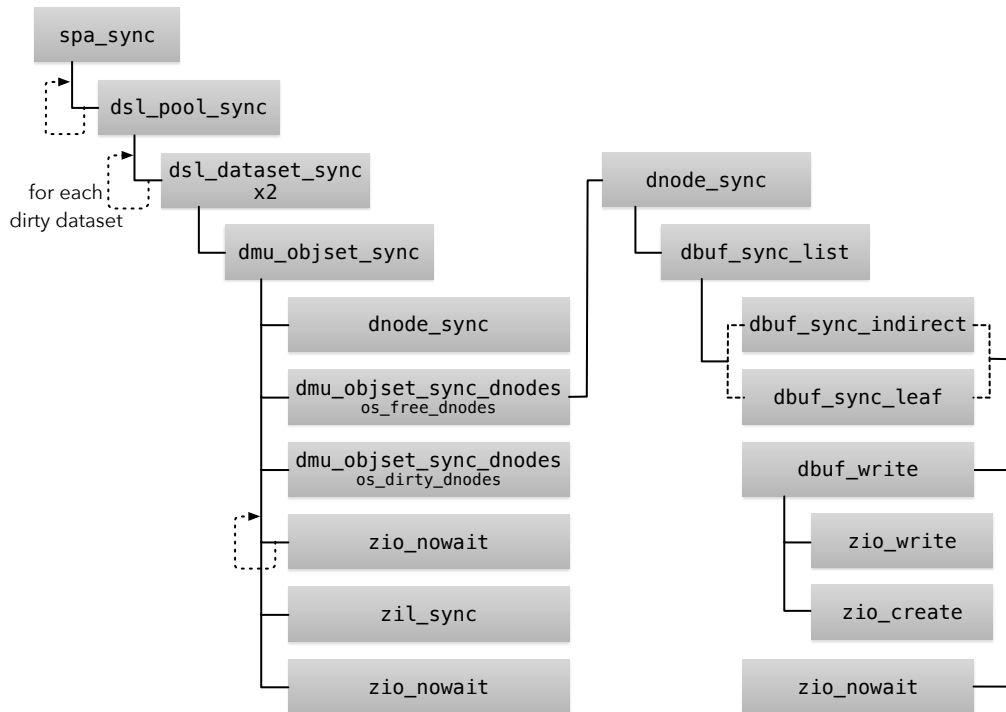 spa_sync
dsl_pool_sync
for each
dirty dataset
dsl_dataset_sync
x2
dmu_objset_sync
dnode_sync
dmu_objset_sync_dnodes
os_free_dnodes
dmu_objset_sync_dnodes
os_dirty_dnodes
zio_nowait
zil_sync
zio_nowait
dnode_sync
dbuf_sync_list
dbuf_sync_indirect
dbuf_sync_leaf
dbuf_write
zio_write
zio_create
zio_nowait